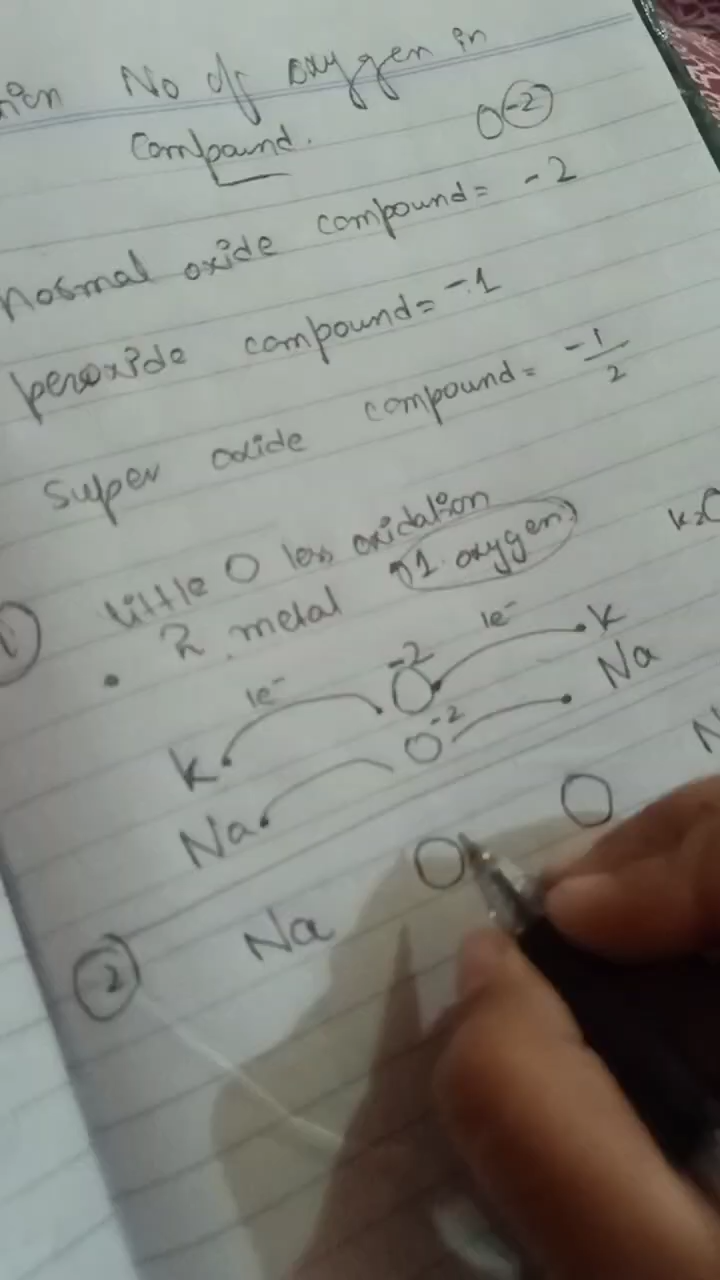 No of oxygen in
compound. O -2
normal oxide compound = -2
peroxide compound = -1
super oxide compound = -1/2
① little O less oxidation
• 2 metal 1 oxygen
K 1e⁻ O⁻² 1e⁻ K
Na O⁻² Na
② Na O O